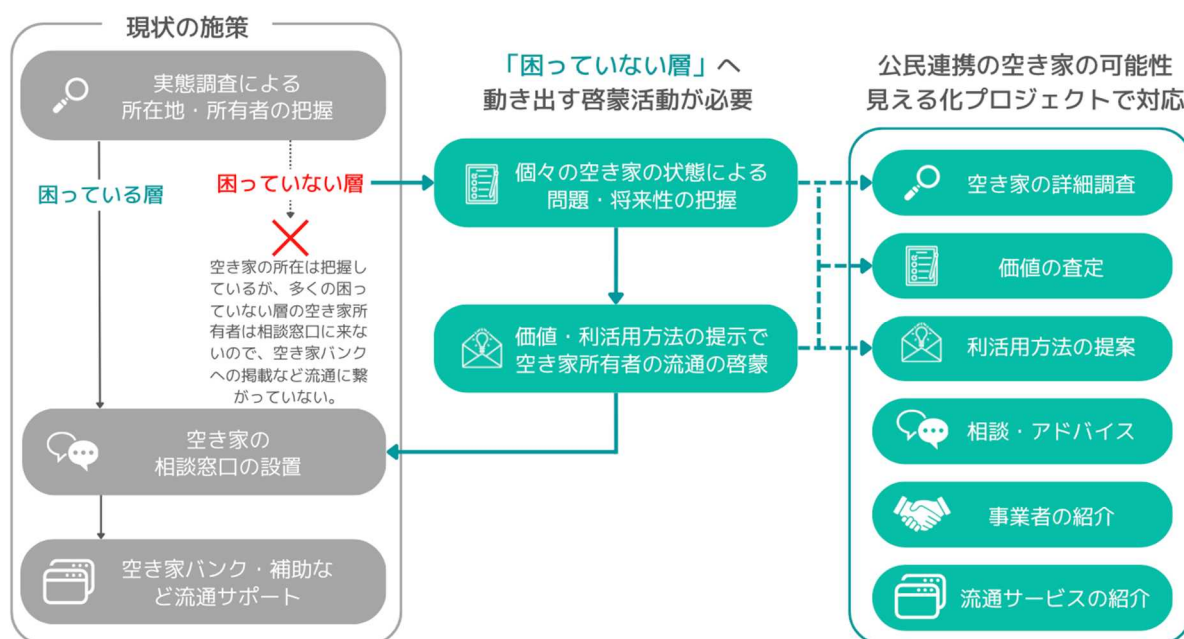 現状の施策
実態調査による
所在地・所有者の把握
困っている層
困っていない層
空き家の所在は把握し
ているが、多くの困っ
ていない層の空き家所
有者は相談窓口に来な
いので、空き家バンク
への掲載など流通に繋
がっていない。
空き家の
相談窓口の設置
空き家バンク・補助な
ど流通サポート
「困っていない層」へ
動き出す啓蒙活動が必要
個々の空き家の状態による
問題・将来性の把握
価値・利活用方法の提示で
空き家所有者の流通の啓蒙
公民連携の空き家の可能性
見える化プロジェクトで対応
空き家の詳細調査
価値の査定
利活用方法の提案
相談・アドバイス
事業者の紹介
流通サービスの紹介